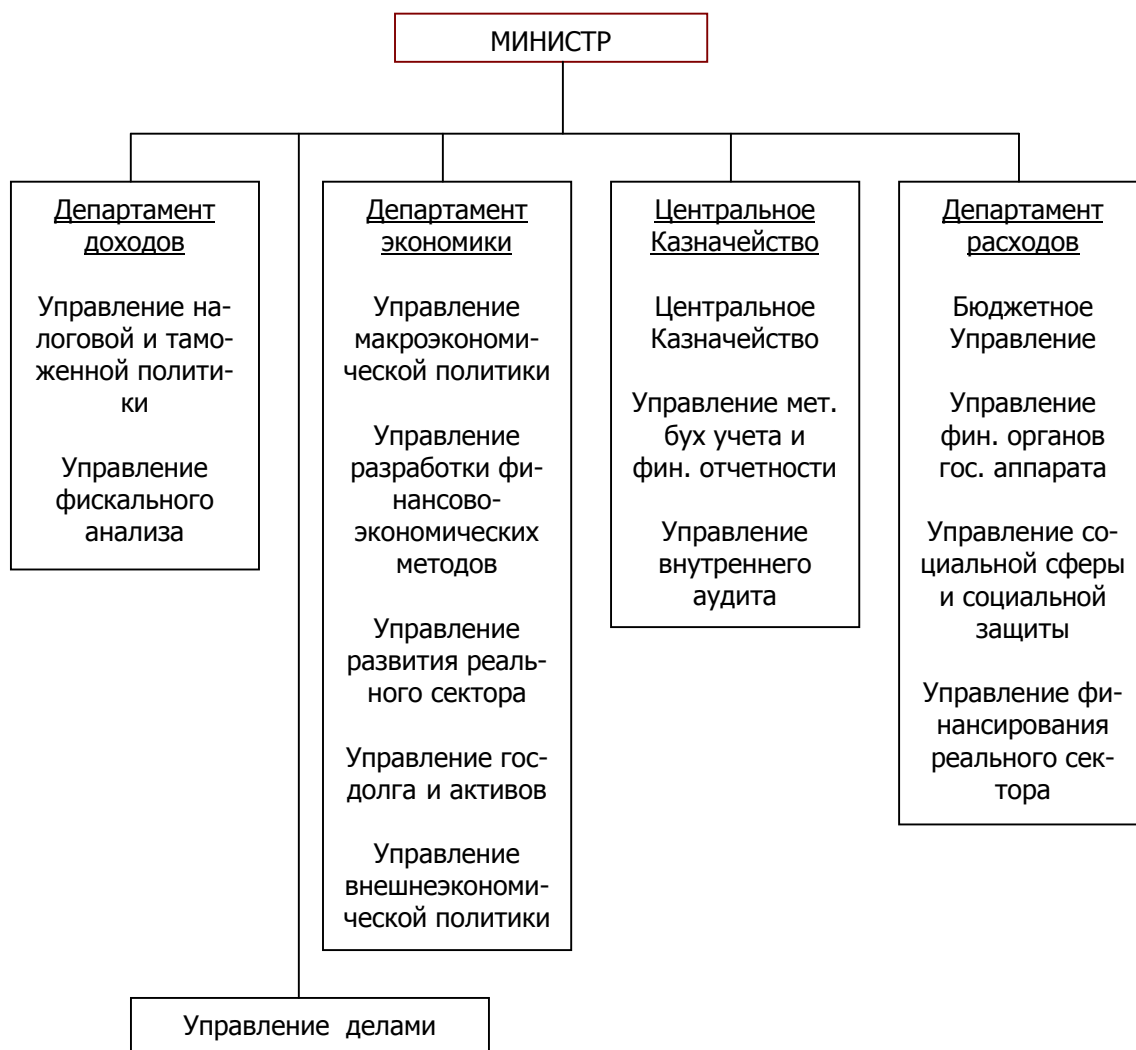 МИНИСТР
Департамент
доходов
Управление на-
логовой и тамо-
женной полити-
ки
Управление
фискального
анализа
Департамент
экономики
Управление
макроэкономи-
ческой политики
Управление
разработки фи-
нансово-
экономических
методов
Управление
развития реаль-
ного сектора
Управление гос-
долга и активов
Управление
внешнеэкономи-
ческой политики
Центральное
Казначейство
Центральное
Казначейство
Управление мет.
бух учета и
фин. отчетности
Управление
внутреннего
аудита
Департамент
расходов
Бюджетное
Управление
Управление
фин. органов
гос. аппарата
Управление со-
циальной сферы
и социальной
защиты
Управление фи-
нансирования
реального сек-
тора
Управление делами